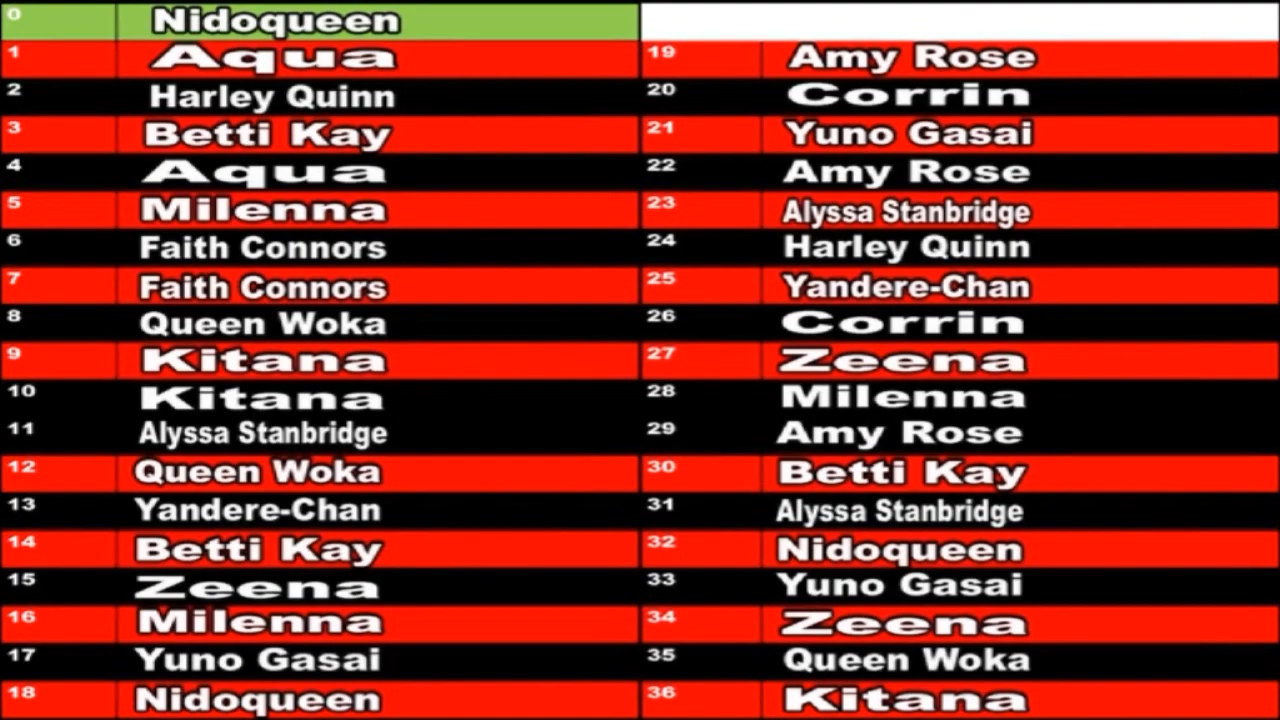 0 Nidoqueen
1 Aqua
2 Harley Quinn
3 Betti Kay
4 Aqua
5 Milenna
6 Faith Connors
7 Faith Connors
8 Queen Woka
9 Kitana
10 Kitana
11 Alyssa Stanbridge
12 Queen Woka
13 Yandere-Chan
14 Betti Kay
15 Zeena
16 Milenna
17 Yuno Gasai
18 Nidoqueen
19 Amy Rose
20 Corrin
21 Yuno Gasai
22 Amy Rose
23 Alyssa Stanbridge
24 Harley Quinn
25 Yandere-Chan
26 Corrin
27 Zeena
28 Milenna
29 Amy Rose
30 Betti Kay
31 Alyssa Stanbridge
32 Nidoqueen
33 Yuno Gasai
34 Zeena
35 Queen Woka
36 Kitana